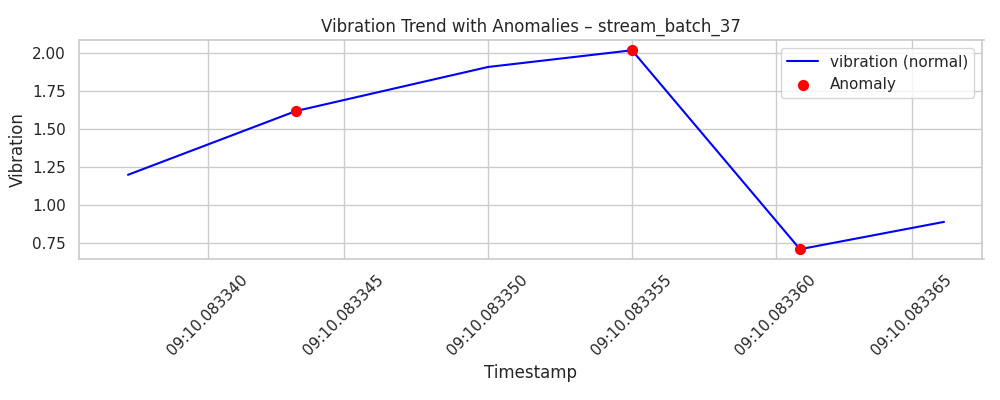 Vibration Trend with Anomalies – stream_batch_37
vibration (normal)
Anomaly
Vibration
2.00
1.75
1.50
1.25
1.00
0.75
09:10.083340
09:10.083345
09:10.083350
09:10.083355
09:10.083360
09:10.083365
Timestamp